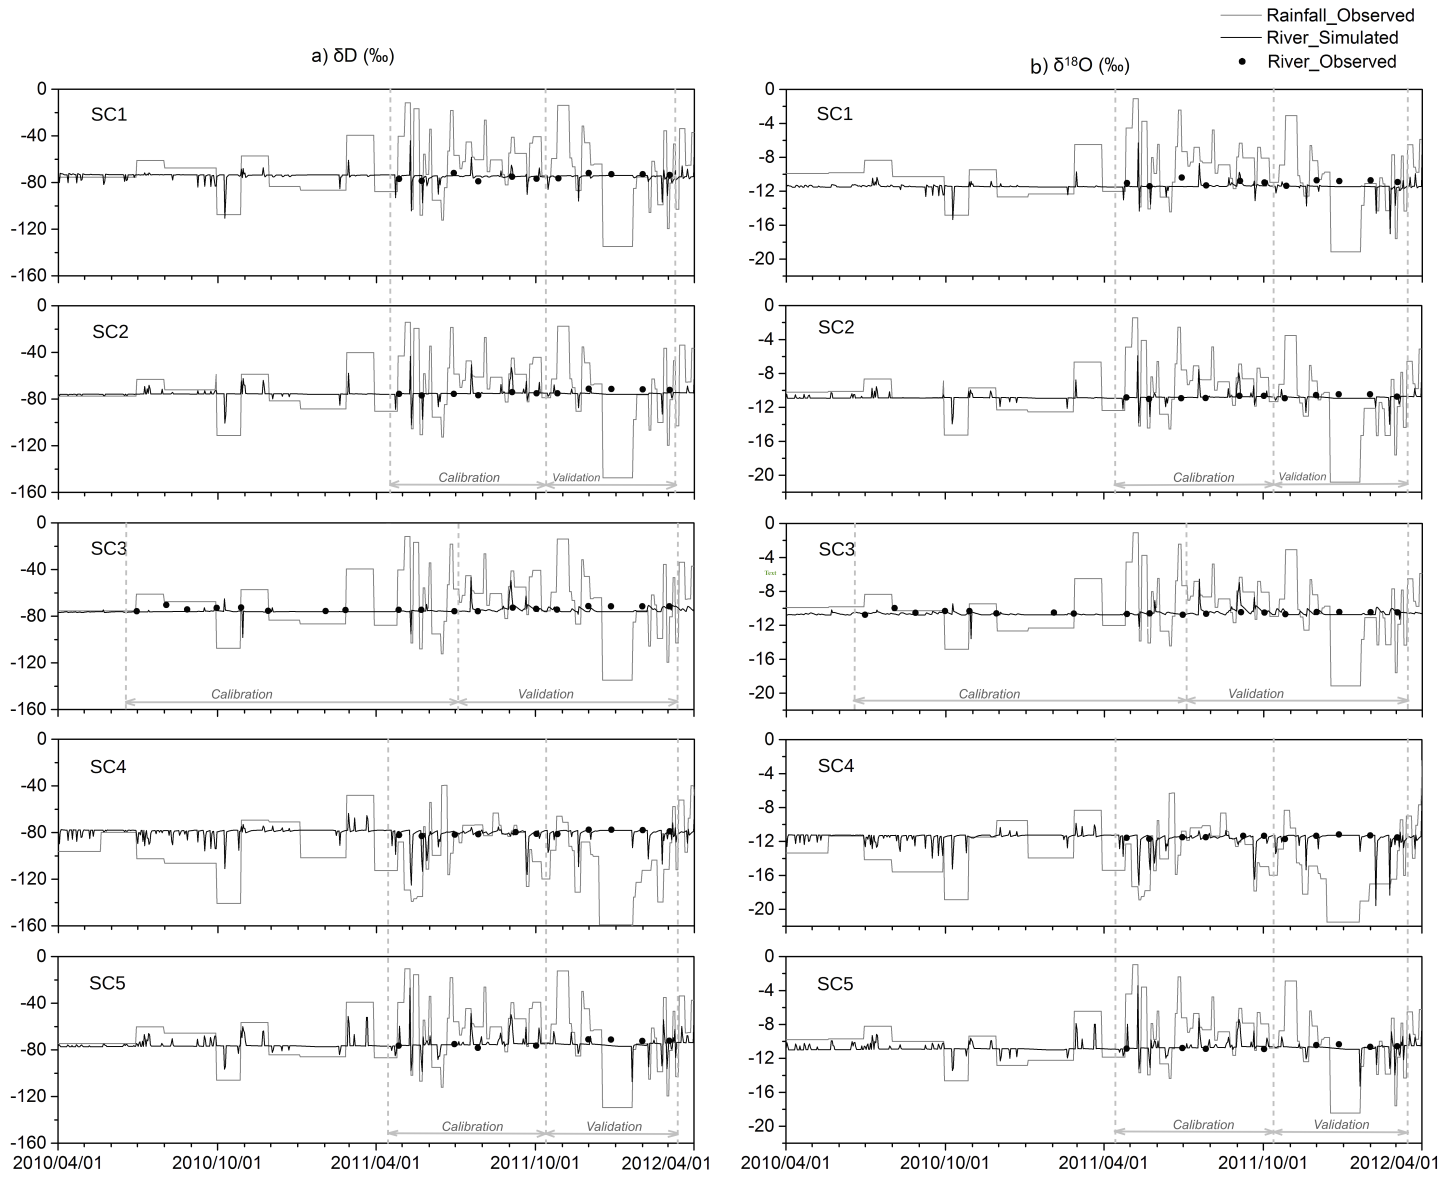 Rainfall_Observed
River_Simulated
River_Observed
a) δD (‰)
b) δ¹⁸O (‰)
0
-40
-80
-120
-160
SC1
0
-4
-8
-12
-16
-20
SC1
0
-40
-80
-120
-160
SC2
Calibration
Validation
0
-4
-8
-12
-16
-20
SC2
Calibration
Validation
0
-40
-80
-120
-160
SC3
Calibration
Validation
0
-4
-8
-12
-16
-20
SC3
Text
Calibration
Validation
0
-40
-80
-120
-160
SC4
0
-4
-8
-12
-16
-20
SC4
0
-40
-80
-120
-160
SC5
Calibration
Validation
2010/04/01 2010/10/01 2011/04/01 2011/10/01 2012/04/01
0
-4
-8
-12
-16
-20
SC5
Calibration
Validation
2010/04/01 2010/10/01 2011/04/01 2011/10/01 2012/04/01